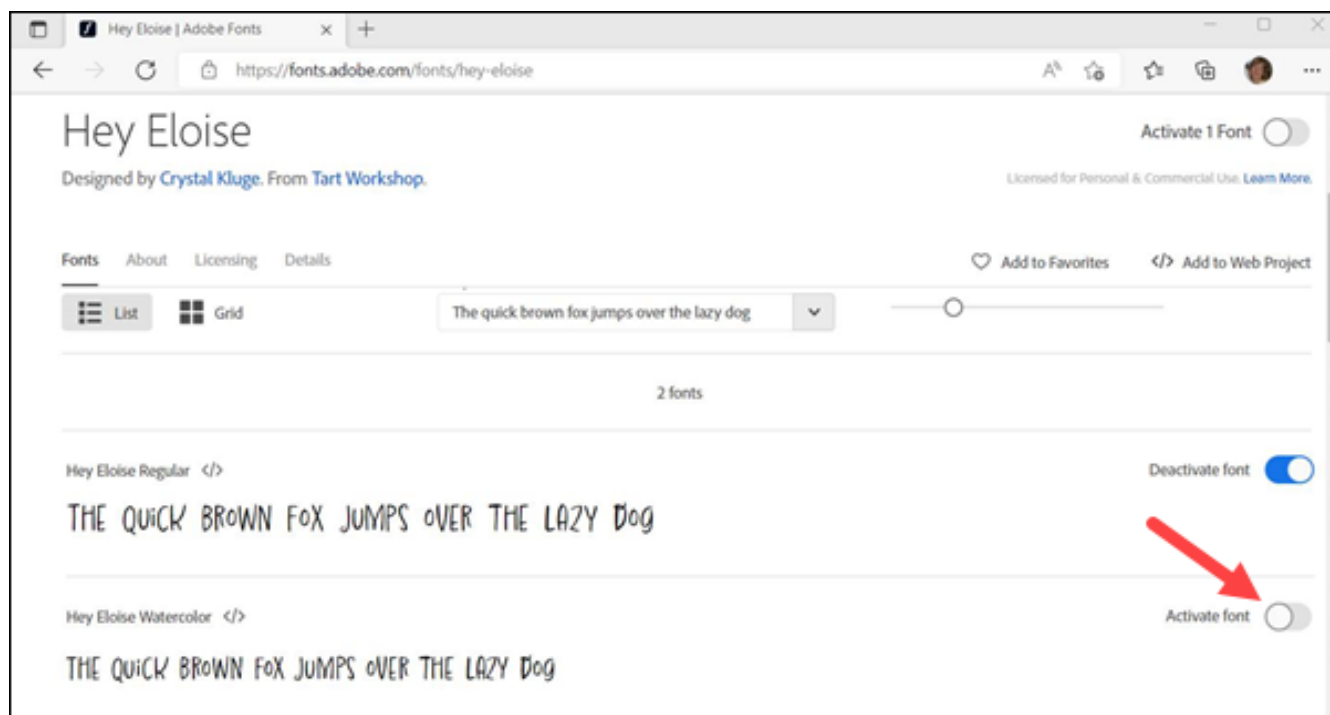 Hey Eloise | Adobe Fonts
https://fonts.adobe.com/fonts/hey-eloise
Hey Eloise
Activate 1 Font
Designed by Crystal Kluge. From Tart Workshop.
Licensed for Personal & Commercial Use. Learn More.
Fonts About Licensing Details
Add to Favorites </> Add to Web Project
List Grid
The quick brown fox jumps over the lazy dog
2 fonts
Hey Eloise Regular </>
Deactivate font
THE QUiCK BROWN FOX JUMPS OVER THE LAZY Dog
Hey Eloise Watercolor </>
Activate font
THE QUiCK BROWN FOX JUMPS OVER THE LAZY Dog